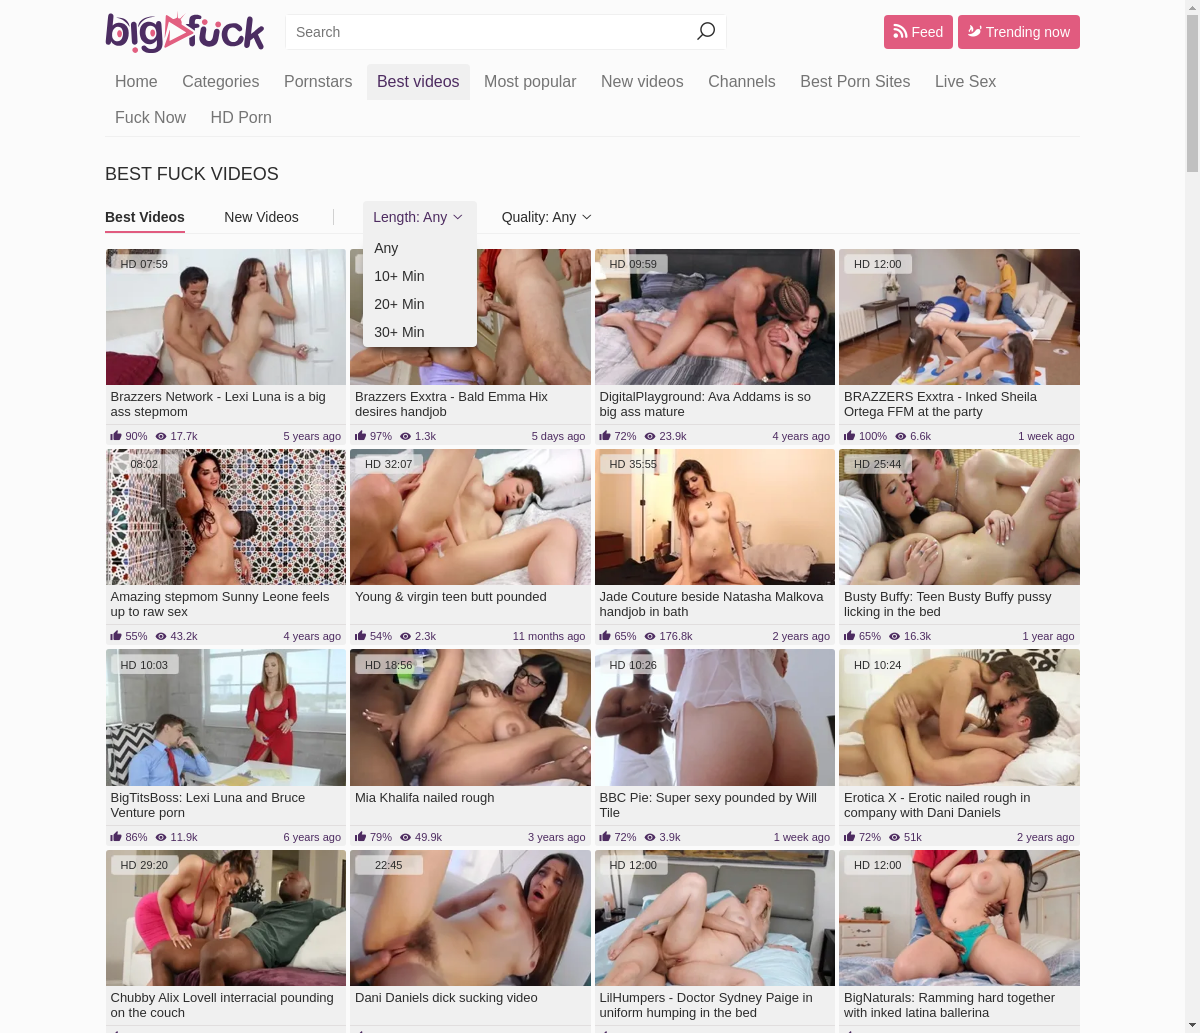 bigfuck
Search
Feed
Trending now
Home
Categories
Pornstars
Best videos
Most popular
New videos
Channels
Best Porn Sites
Live Sex
Fuck Now
HD Porn
BEST FUCK VIDEOS
Best Videos
New Videos
Length: Any
Quality: Any
Any
10+ Min
20+ Min
30+ Min
HD 07:59
HD 09:59
HD 12:00
Brazzers Network - Lexi Luna is a big
ass stepmom
90% 17.7k 5 years ago
Brazzers Exxtra - Bald Emma Hix
desires handjob
97% 1.3k 5 days ago
DigitalPlayground: Ava Addams is so
big ass mature
72% 23.9k 4 years ago
BRAZZERS Exxtra - Inked Sheila
Ortega FFM at the party
100% 6.6k 1 week ago
08:02
HD 32:07
HD 35:55
HD 25:44
Amazing stepmom Sunny Leone feels
up to raw sex
55% 43.2k 4 years ago
Young & virgin teen butt pounded
54% 2.3k 11 months ago
Jade Couture beside Natasha Malkova
handjob in bath
65% 176.8k 2 years ago
Busty Buffy: Teen Busty Buffy pussy
licking in the bed
65% 16.3k 1 year ago
HD 10:03
HD 18:56
HD 10:26
HD 10:24
BigTitsBoss: Lexi Luna and Bruce
Venture porn
86% 11.9k 6 years ago
Mia Khalifa nailed rough
79% 49.9k 3 years ago
BBC Pie: Super sexy pounded by Will
Tile
72% 3.9k 1 week ago
Erotica X - Erotic nailed rough in
company with Dani Daniels
72% 51k 2 years ago
HD 29:20
22:45
HD 12:00
HD 12:00
Chubby Alix Lovell interracial pounding
on the couch
Dani Daniels dick sucking video
LilHumpers - Doctor Sydney Paige in
uniform humping in the bed
BigNaturals: Ramming hard together
with inked latina ballerina